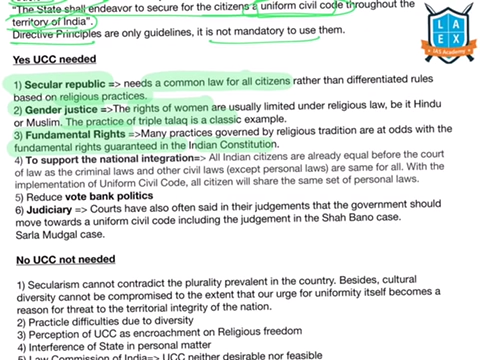 "The State shall endeavor to secure for the citizens a uniform civil code throughout the
territory of India".
Directive Principles are only guidelines, it is not mandatory to use them.
LAEX
IAS Academy
Yes UCC needed
1) Secular republic => needs a common law for all citizens rather than differentiated rules
based on religious practices.
2) Gender justice =>The rights of women are usually limited under religious law, be it Hindu
or Muslim. The practice of triple talaq is a classic example.
3) Fundamental Rights =>Many practices governed by religious tradition are at odds with the
fundamental rights guaranteed in the Indian Constitution.
4) To support the national integration=> All Indian citizens are already equal before the court
of law as the criminal laws and other civil laws (except personal laws) are same for all. With the
implementation of Uniform Civil Code, all citizen will share the same set of personal laws.
5) Reduce vote bank politics
6) Judiciary => Courts have also often said in their judgements that the government should
move towards a uniform civil code including the judgement in the Shah Bano case.
Sarla Mudgal case.
No UCC not needed
1) Secularism cannot contradict the plurality prevalent in the country. Besides, cultural
diversity cannot be compromised to the extent that our urge for uniformity itself becomes a
reason for threat to the territorial integrity of the nation.
2) Practice difficulties due to diversity
3) Perception of UCC as encroachment on Religious freedom
4) Interference of State in personal matter
5) Law Commission of India=> UCC neither desirable nor feasible